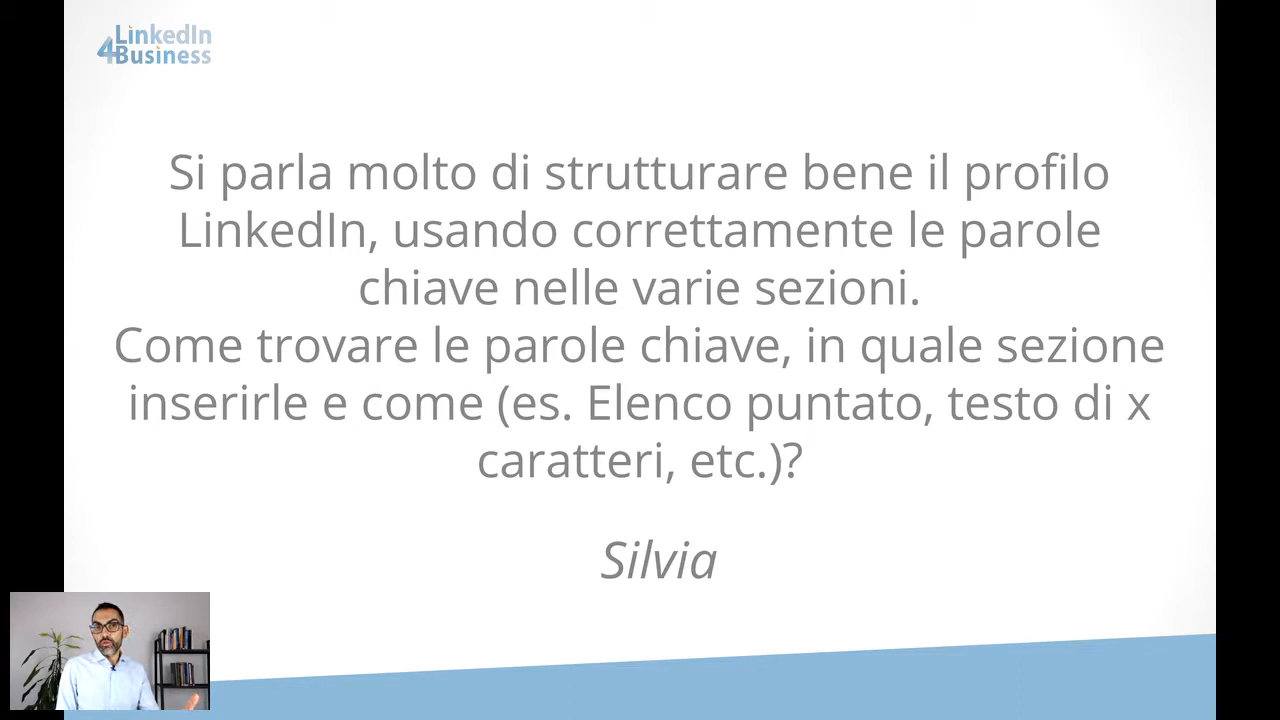 LinkedIn
4Business
Si parla molto di strutturare bene il profilo
LinkedIn, usando correttamente le parole
chiave nelle varie sezioni.
Come trovare le parole chiave, in quale sezione
inserirle e come (es. Elenco puntato, testo di x
caratteri, etc.)?
Silvia